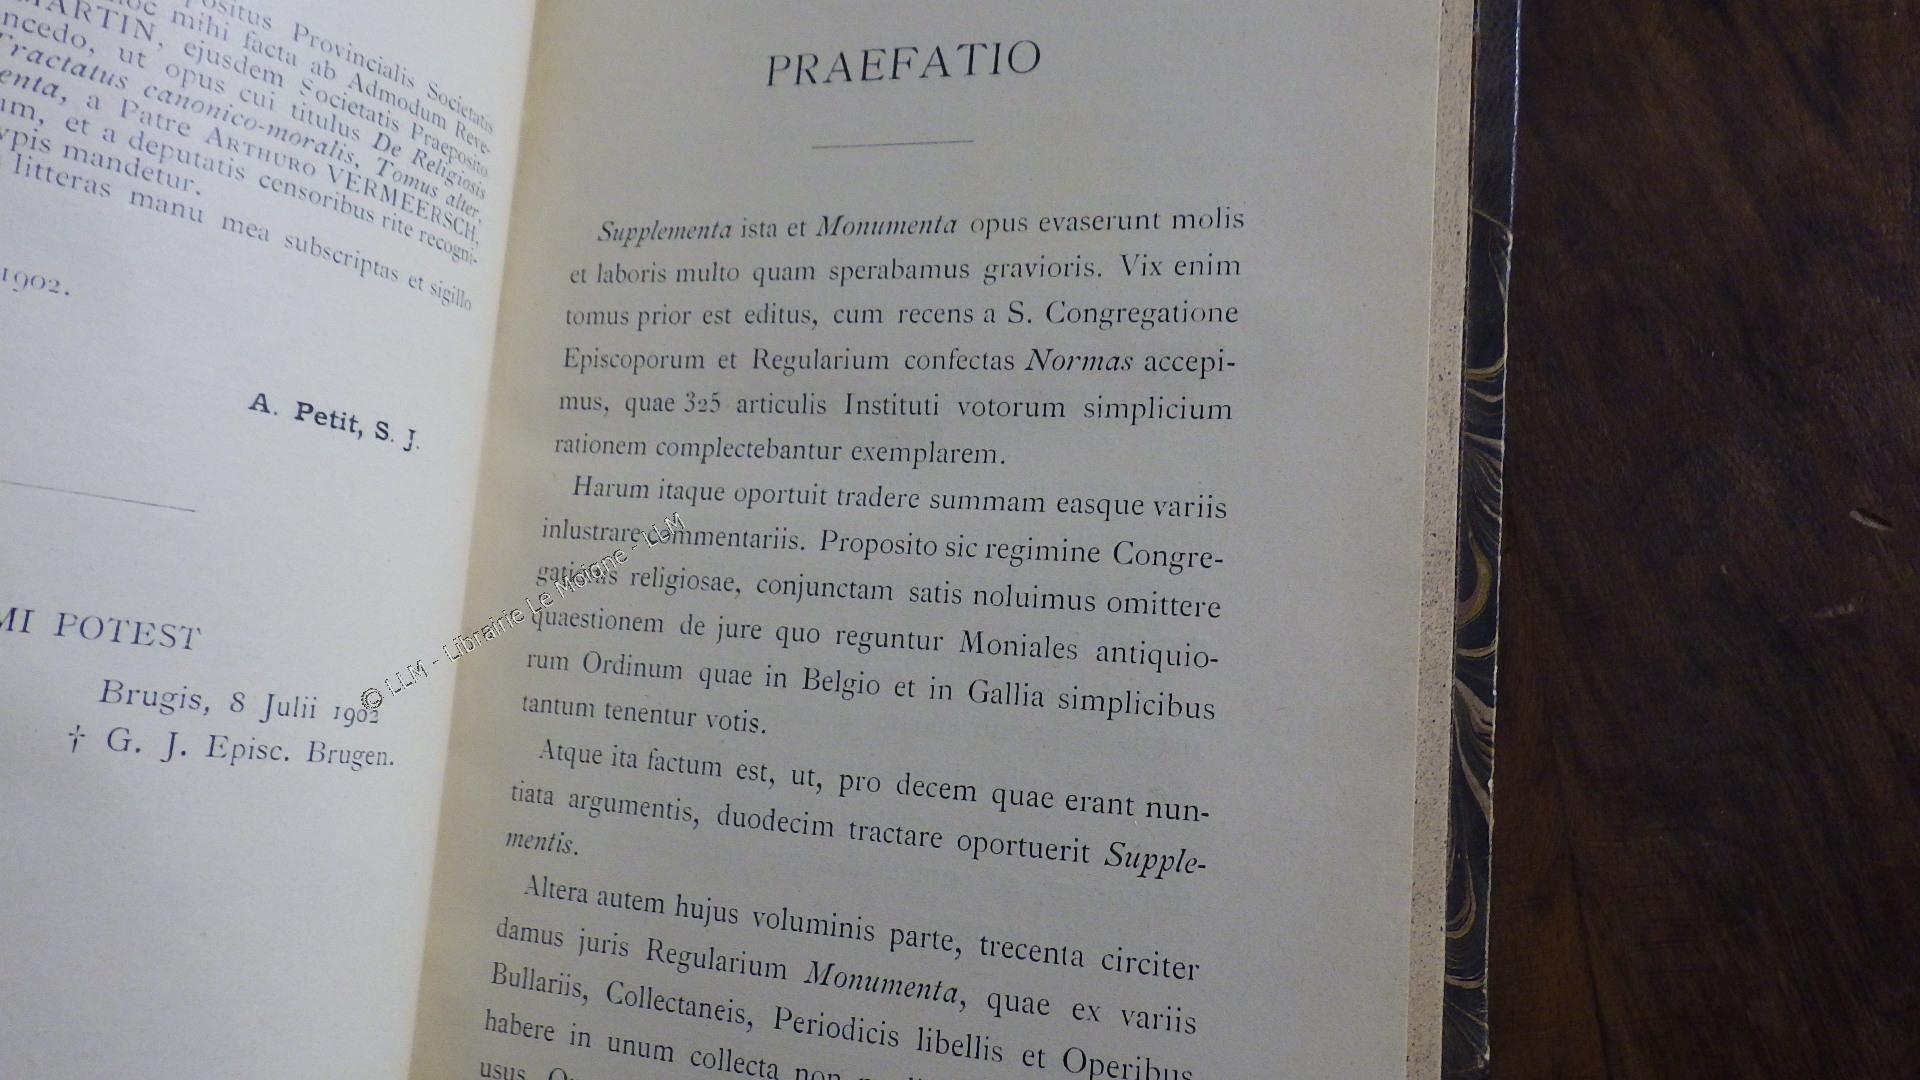 ositus Provincialis Societatis
hoc mihi facta ab Admodum Reve-
MARTIN, ejusdem Societatis Praeposito
ncedo, ut opus cui titulus De Religiosis
Tractatus canonico-moralis, Tomus alter,
enta, a Patre ARTHURO VERMEERSCH,
um, et a deputatis censoribus rite recogni-
ypis mandetur.
litteras manu mea subscriptas et sigillo
1902.
A. Petit, S. J.
MI POTEST
Brugis, 8 Julii 1902
† G. J. Episc. Brugen.
PRAEFATIO
Supplementa ista et Monumenta opus evaserunt molis
et laboris multo quam sperabamus gravioris. Vix enim
tomus prior est editus, cum recens a S. Congregatione
Episcoporum et Regularium confectas Normas accepi-
mus, quae 325 articulis Instituti votorum simplicium
rationem complectebantur exemplarem.
Harum itaque oportuit tradere summam easque variis
inlustrare commentariis. Proposito sic regimine Congre-
gationis religiosae, conjunctam satis noluimus omittere
quaestionem de jure quo reguntur Moniales antiquio-
rum Ordinum quae in Belgio et in Gallia simplicibus
tantum tenentur votis.
Atque ita factum est, ut, pro decem quae erant nun-
tiata argumentis, duodecim tractare oportuerit Supple-
mentis.
Altera autem hujus voluminis parte, trecenta circiter
damus juris Regularium Monumenta, quae ex variis
Bullariis, Collectaneis, Periodicis libellis et Operibus
habere in unum collecta non
usus.
© LLM - Librairie Le Moigne - LLM